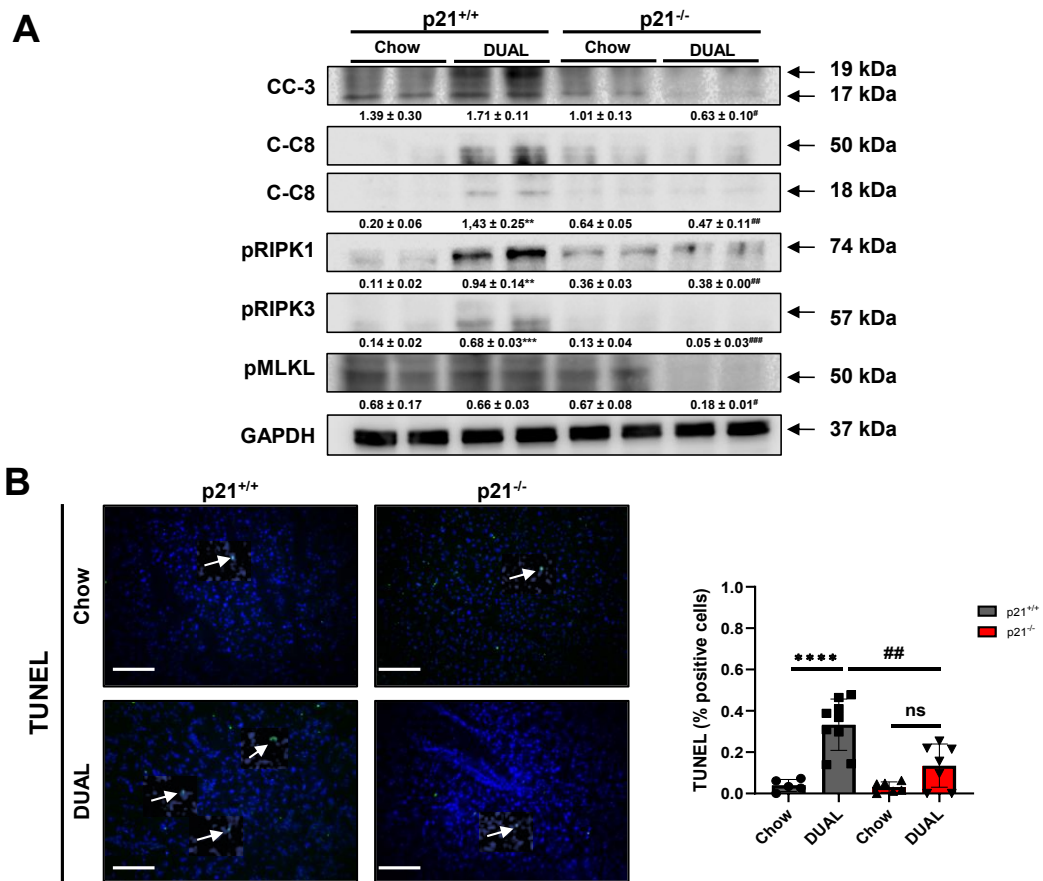 A
p21+/+ p21-/-
Chow DUAL Chow DUAL
CC-3 19 kDa
17 kDa
1.39 ± 0.30 1.71 ± 0.11 1.01 ± 0.13 0.63 ± 0.10#
C-C8 50 kDa
C-C8 18 kDa
0.20 ± 0.06 1,43 ± 0.25** 0.64 ± 0.05 0.47 ± 0.11##
pRIPK1 74 kDa
0.11 ± 0.02 0.94 ± 0.14** 0.36 ± 0.03 0.38 ± 0.00##
pRIPK3 57 kDa
0.14 ± 0.02 0.68 ± 0.03*** 0.13 ± 0.04 0.05 ± 0.03###
pMLKL 50 kDa
0.68 ± 0.17 0.66 ± 0.03 0.67 ± 0.08 0.18 ± 0.01#
GAPDH 37 kDa
B
p21+/+ p21-/-
TUNEL
Chow
DUAL
TUNEL (% positive cells)
1.0
0.8
0.6
0.4
0.2
0.0
**** ##
ns
Chow DUAL Chow DUAL
p21+/+
p21-/-